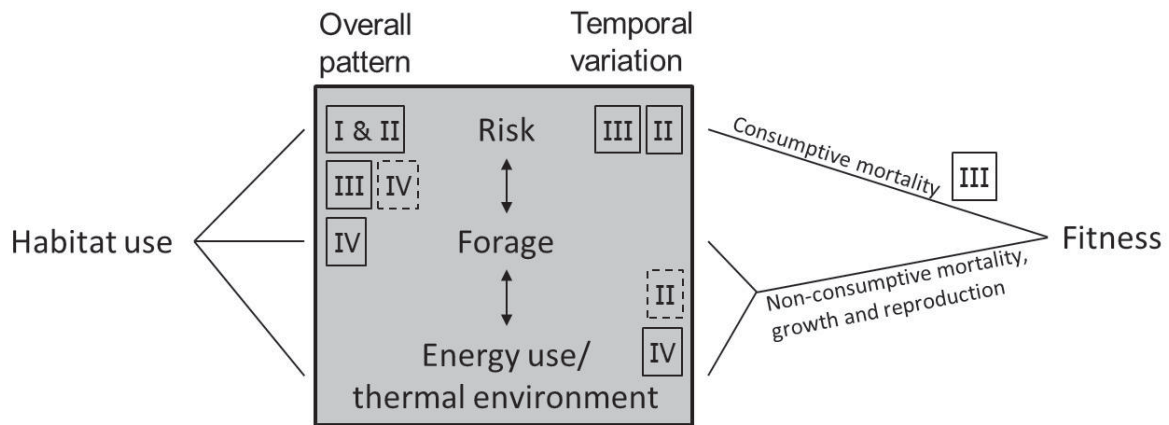 Overall
pattern
Temporal
variation
I & II
Risk
III
II
III
IV
Consumptive mortality
III
Habitat use
IV
Forage
Fitness
Non-consumptive mortality,
growth and reproduction
II
IV
Energy use/
thermal environment